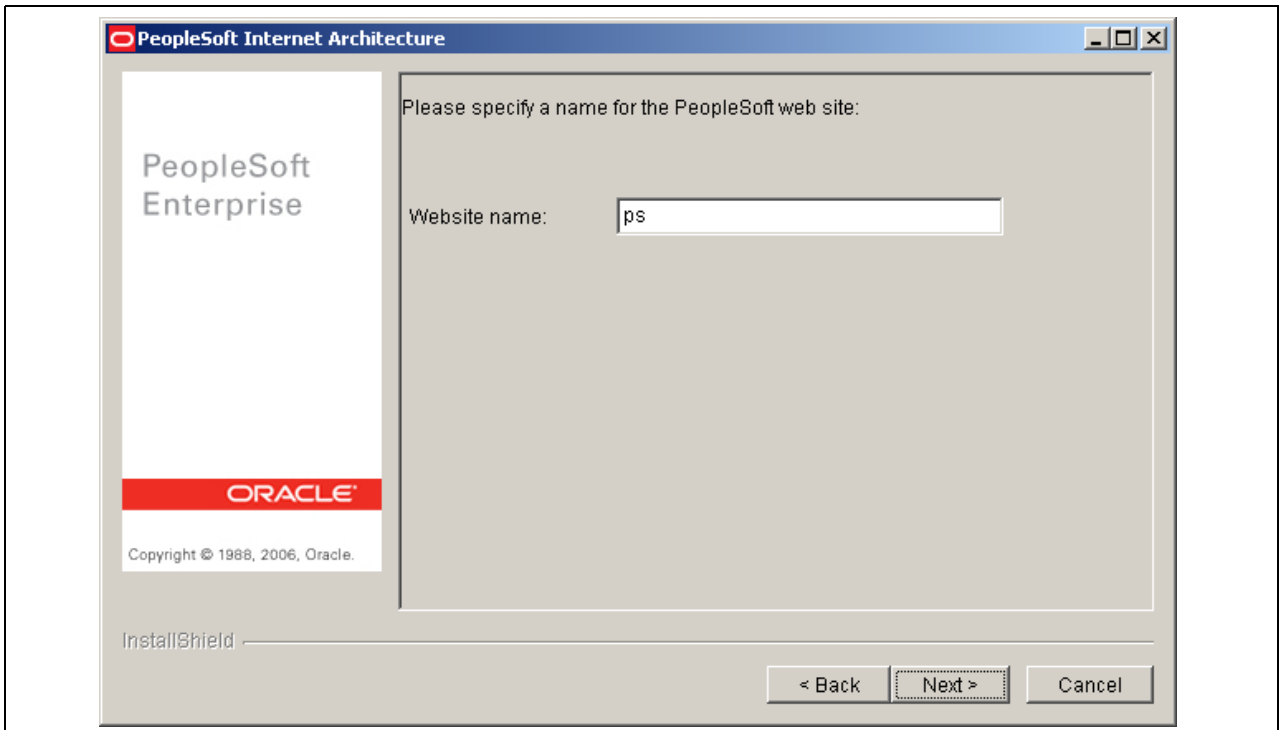 PeopleSoft Internet Architecture
PeopleSoft
Enterprise
ORACLE
Copyright © 1988, 2006, Oracle.
Please specify a name for the PeopleSoft web site:
Website name: ps
InstallShield
< Back Next > Cancel